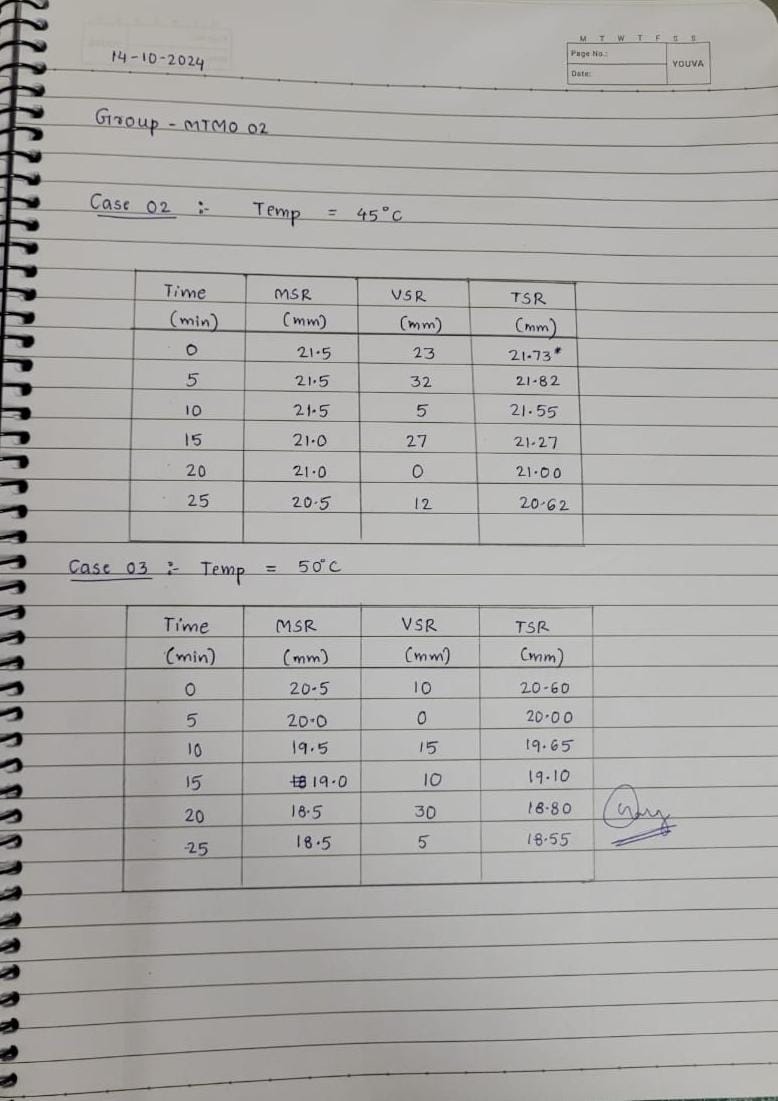 M T W T F S S
Page No.:
YOUVA
Date:
14-10-2024
Group - MTMO 02
Case 02 :- Temp = 45°C
Time MSR VSR TSR
(min) (mm) (mm) (mm)
0 21.5 23 21.73*
5 21.5 32 21.82
10 21.5 5 21.55
15 21.0 27 21.27
20 21.0 0 21.00
25 20.5 12 20.62
Case 03 :- Temp = 50°C
Time MSR VSR TSR
(min) (mm) (mm) (mm)
0 20.5 10 20.60
5 20.0 0 20.00
10 19.5 15 19.65
15 19.0 10 19.10
20 18.5 30 18.80
25 18.5 5 18.55